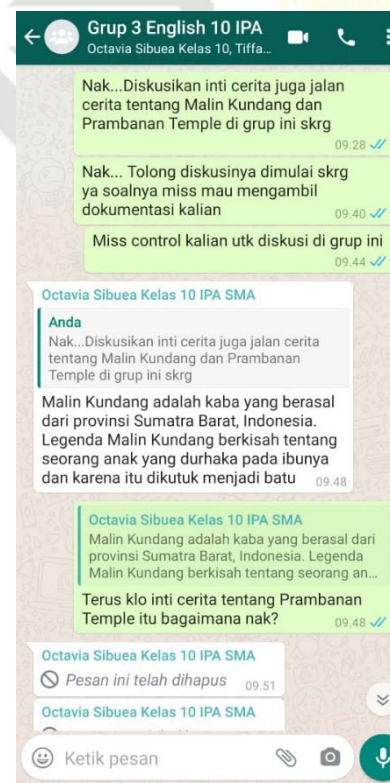 Grup 3 English 10 IPA
Octavia Sibuea Kelas 10, Tiffa...
Nak...Diskusikan inti cerita juga jalan
cerita tentang Malin Kundang dan
Prambanan Temple di grup ini skrg
09.28
Nak... Tolong diskusinya dimulai skrg
ya soalnya miss mau mengambil
dokumentasi kalian
09.40
Miss control kalian utk diskusi di grup ini
09.44
Octavia Sibuea Kelas 10 IPA SMA
Anda
Nak...Diskusikan inti cerita juga jalan cerita
tentang Malin Kundang dan Prambanan
Temple di grup ini skrg
Malin Kundang adalah kaba yang berasal
dari provinsi Sumatra Barat, Indonesia.
Legenda Malin Kundang berkisah tentang
seorang anak yang durhaka pada ibunya
dan karena itu dikutuk menjadi batu 09.48
Octavia Sibuea Kelas 10 IPA SMA
Malin Kundang adalah kaba yang berasal dari
provinsi Sumatra Barat, Indonesia. Legenda
Malin Kundang berkisah tentang seorang an...
Terus klo inti cerita tentang Prambanan
Temple itu bagaimana nak? 09.48
Octavia Sibuea Kelas 10 IPA SMA
Pesan ini telah dihapus 09.51
Octavia Sibuea Kelas 10 IPA SMA
Ketik pesan